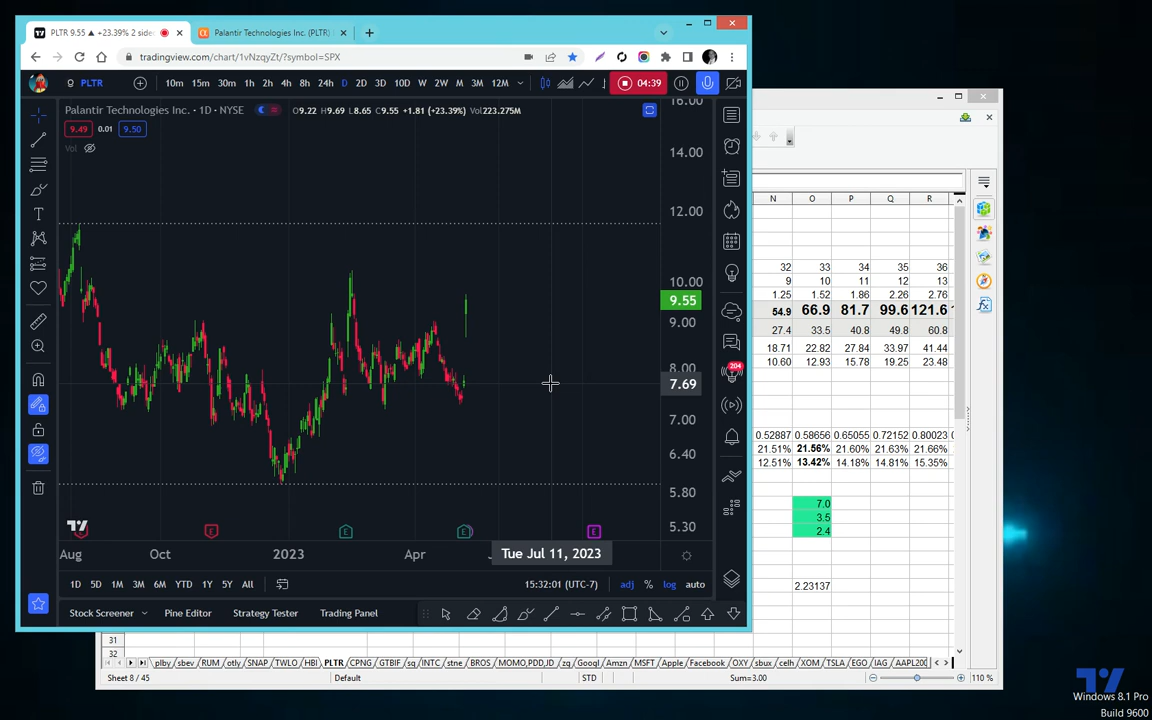 PLTR 9.55 ▲ +23.39% 2 side
Palantir Technologies Inc. (PLTR)
tradingview.com/chart/1vNzqyZt/?symbol=SPX
PLTR
10m 15m 30m 1h 2h 4h 8h 24h D 2D 3D 10D W 2W M 3M 12M
04:39
Palantir Technologies Inc. · 1D · NYSE
O9.22 H9.69 L8.65 C9.55 +1.81 (+23.39%) Vol223.275M
9.49 0.01 9.50
Vol
16.00
14.00
12.00
10.00
9.55
9.00
8.00
7.69
7.00
6.40
5.80
5.30
204
E E E E
Aug Oct 2023 Apr
Tue Jul 11, 2023
1D 5D 1M 3M 6M YTD 1Y 5Y All
15:32:01 (UTC-7)
adj % log auto
Stock Screener Pine Editor Strategy Tester Trading Panel
N O P Q R
32 33 34 35 36
9 10 11 12 13
1.25 1.52 1.86 2.26 2.76
54.9 66.9 81.7 99.6 121.6
27.4 33.5 40.8 49.8 60.8
18.71 22.82 27.84 33.97 41.44
10.60 12.93 15.78 19.25 23.48
0.52887 0.58656 0.65055 0.72152 0.80023
21.51% 21.56% 21.60% 21.63% 21.66%
12.51% 13.42% 14.18% 14.81% 15.35%
7.0
3.5
2.4
2.23137
31
32
plby sbev RUM otly SNAP TWLO HBI PLTR CPNG GTBIF sq INTC stne BROS MOMO,PDD,JD zg Googl Amzn MSFT Apple Facebook OXY sbux celh XOM TSLA EGO IAG AAPL200
Sheet 8 / 45
Default
STD
Sum=3.00
110 %
Windows 8.1 Pro
Build 9600